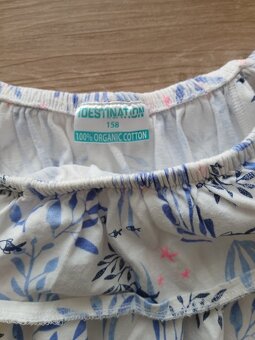 DESTINATION
158
100% ORGANIC COTTON